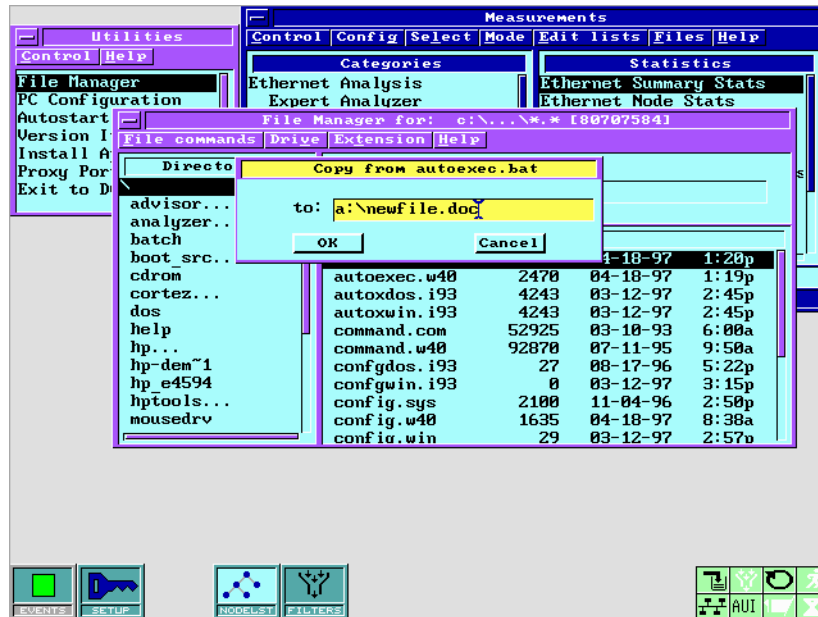 Utilities
Control Help
File Manager
PC Configuration
Autostart
Version I
Install A
Proxy Por
Exit to D
Measurements
Control Config Select Mode Edit lists Files Help
Categories
Ethernet Analysis
Expert Analyzer
Statistics
Ethernet Summary Stats
Ethernet Node Stats
s
File Manager for: c:\...\*.* [80707584]
File commands Drive Extension Help
Directo
\
advisor...
analyzer..
batch
boot_src..
cdrom
cortez...
dos
help
hp...
hp-dem~1
hp_e4594
hptools...
mousedrv
Copy from autoexec.bat
to: a:\newfile.doc
OK Cancel
4-18-97 1:20p
autoexec.w40 2470 04-18-97 1:19p
autoxdos.i93 4243 03-12-97 2:45p
autoxwin.i93 4243 03-12-97 2:45p
command.com 52925 03-10-93 6:00a
command.w40 92870 07-11-95 9:50a
confgdos.i93 27 08-17-96 5:22p
confgwin.i93 0 03-12-97 3:15p
config.sys 2100 11-04-96 2:50p
config.w40 1635 04-18-97 8:38a
config.win 29 03-12-97 2:57p
EVENTS
SETUP
NODELST
FILTERS
AUI